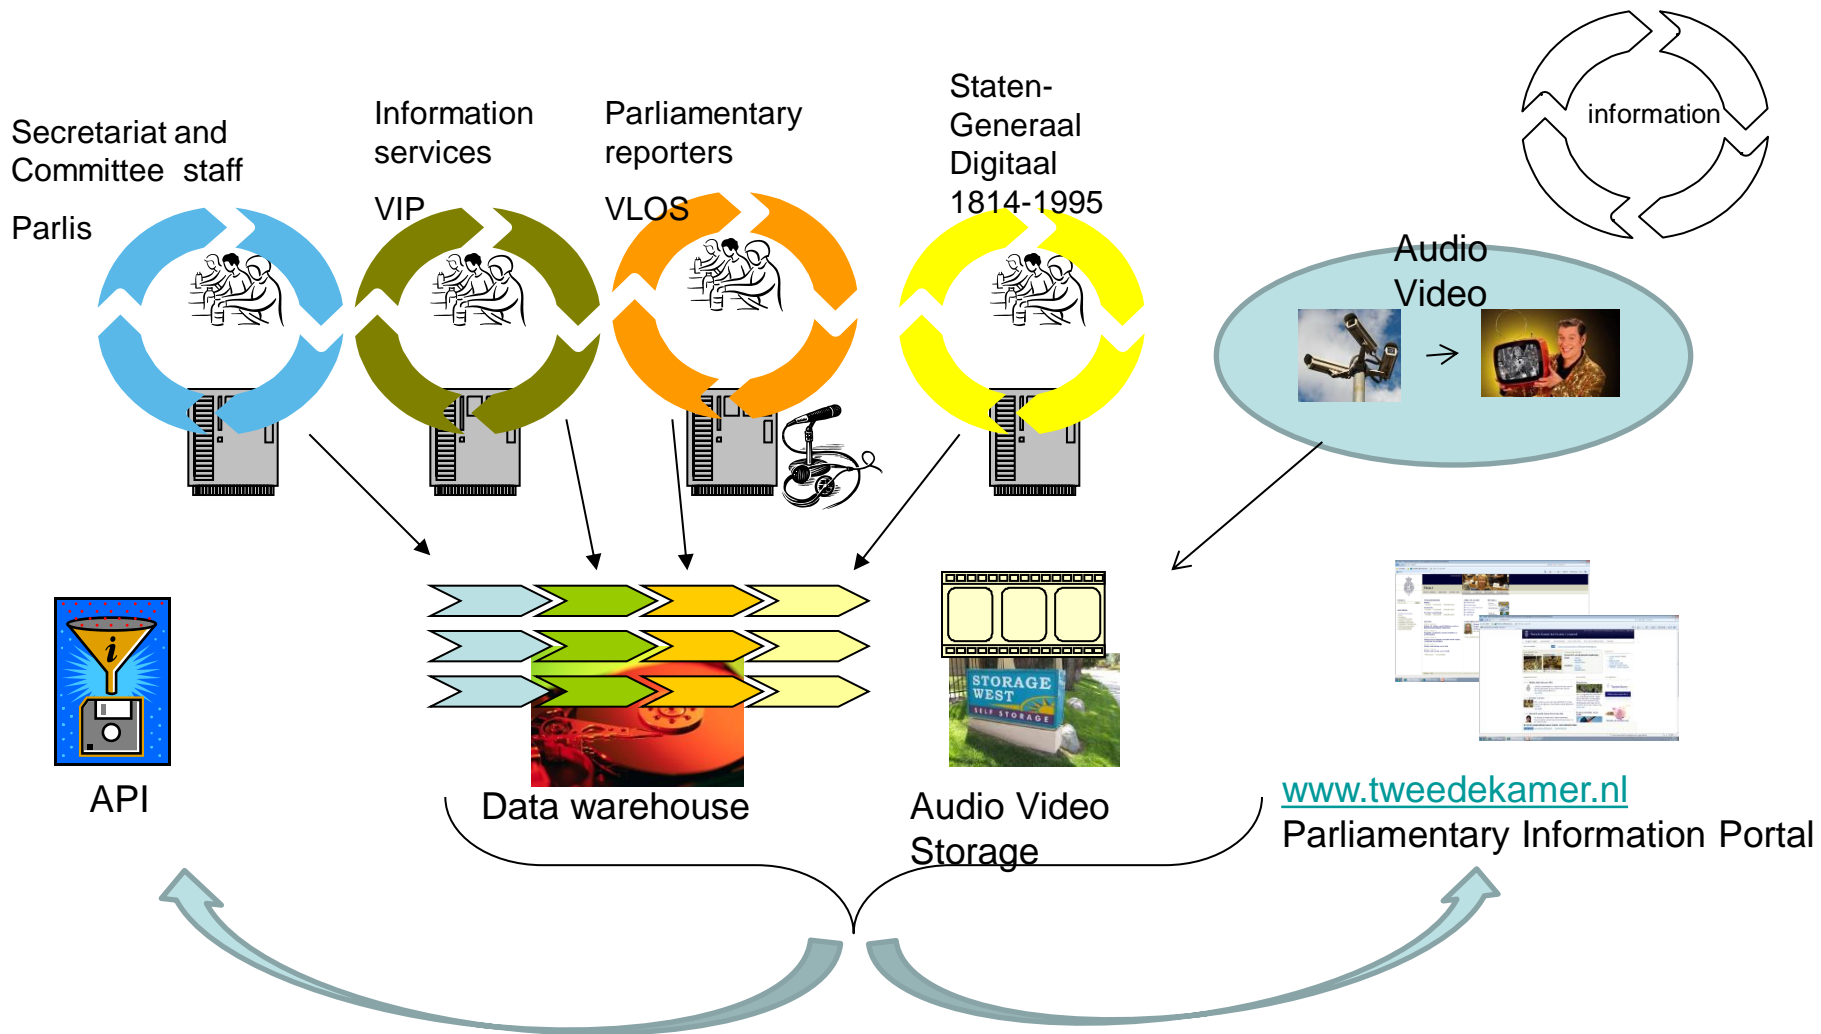 Secretariat and
Committee staff
Parlis
Information
services
VIP
Parliamentary
reporters
VLOS
Staten-
Generaal
Digitaal
1814-1995
information
Audio
Video
i
STORAGE
WEST
SELF STORAGE
API
Data warehouse
Audio Video
Storage
www.tweedekamer.nl
Parliamentary Information Portal